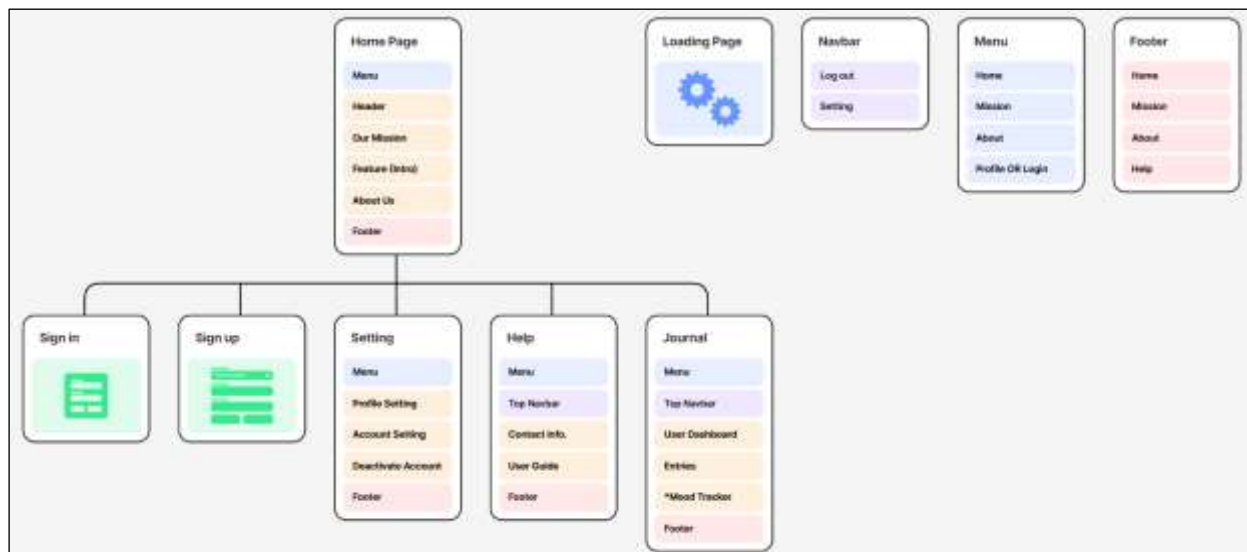 Home Page
Menu
Header
Our Mission
Feature (Intro)
About Us
Footer
Loading Page
Navbar
Log out
Setting
Menu
Home
Mission
About
Profile OR Login
Footer
Home
Mission
About
Help
Sign in
Sign up
Setting
Menu
Profile Setting
Account Setting
Deactivate Account
Footer
Help
Menu
Top Navbar
Contact Info.
User Guide
Footer
Journal
Menu
Top Navbar
User Dashboard
Entries
*Mood Tracker
Footer